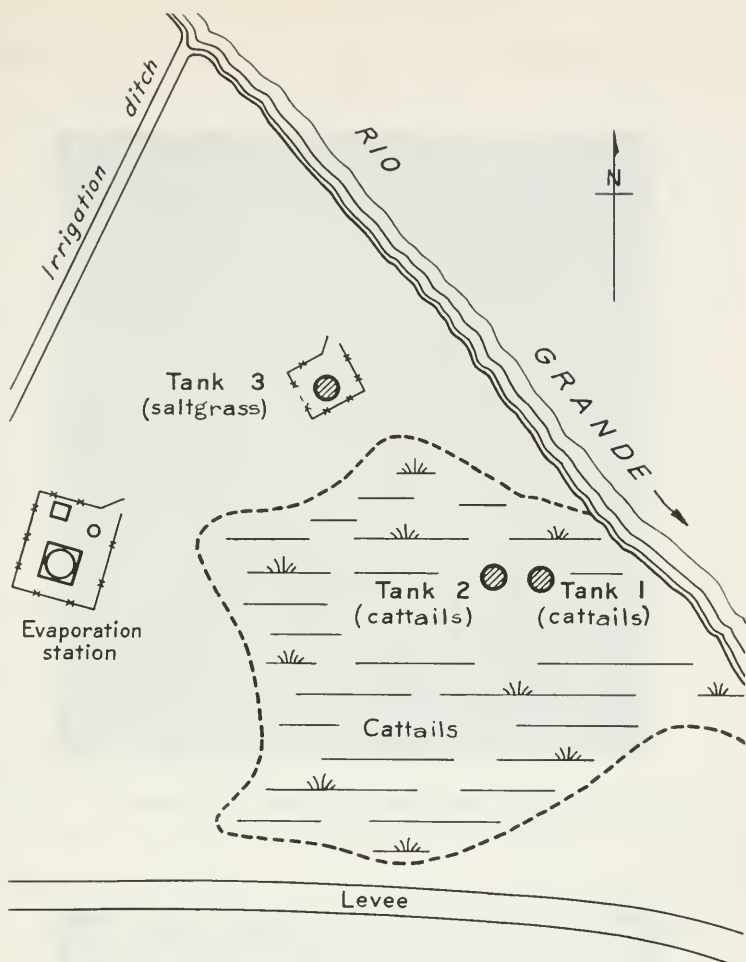 Irrigation ditch
RIO GRANDE
N
Tank 3
(saltgrass)
Tank 2
(cattails)
Tank 1
(cattails)
Evaporation
station
Cattails
Levee